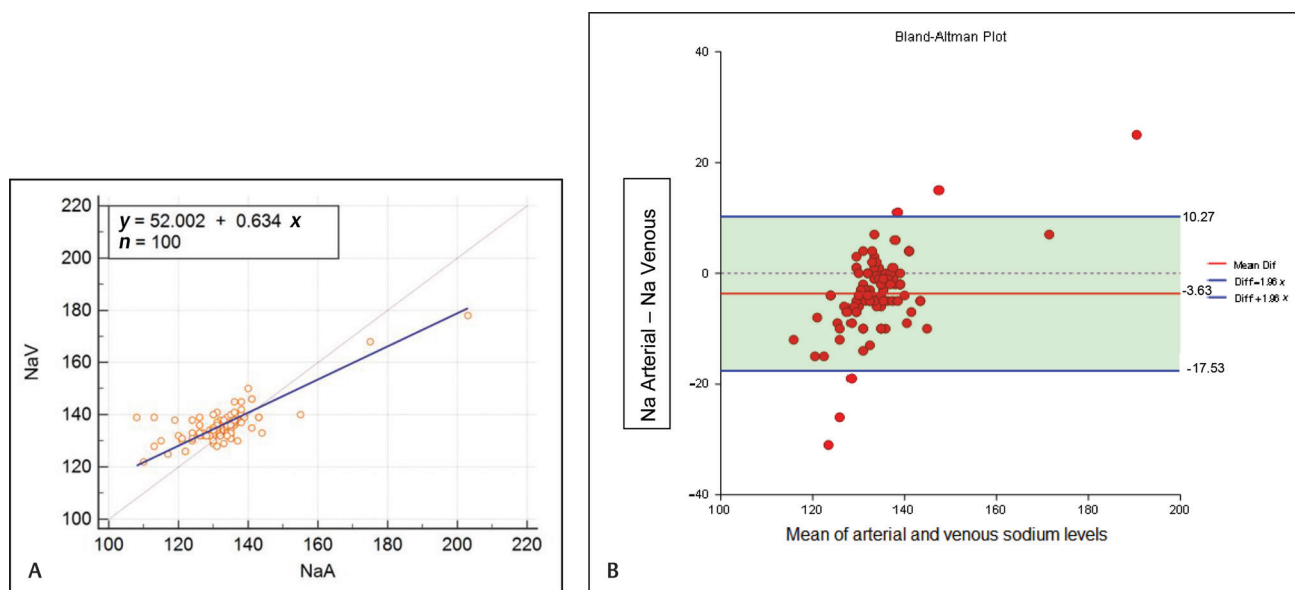 y = 52.002 + 0.634 x
n = 100
220
200
180
160
140
120
100
NaV
100 120 140 160 180 200 220
NaA
A
Bland-Altman Plot
40
20
0
−20
−40
Na Arterial – Na Venous
10.27
-3.63
-17.53
Mean Dif
Diff−1.96 x
Diff+1.96 x
100 120 140 160 180 200
Mean of arterial and venous sodium levels
B